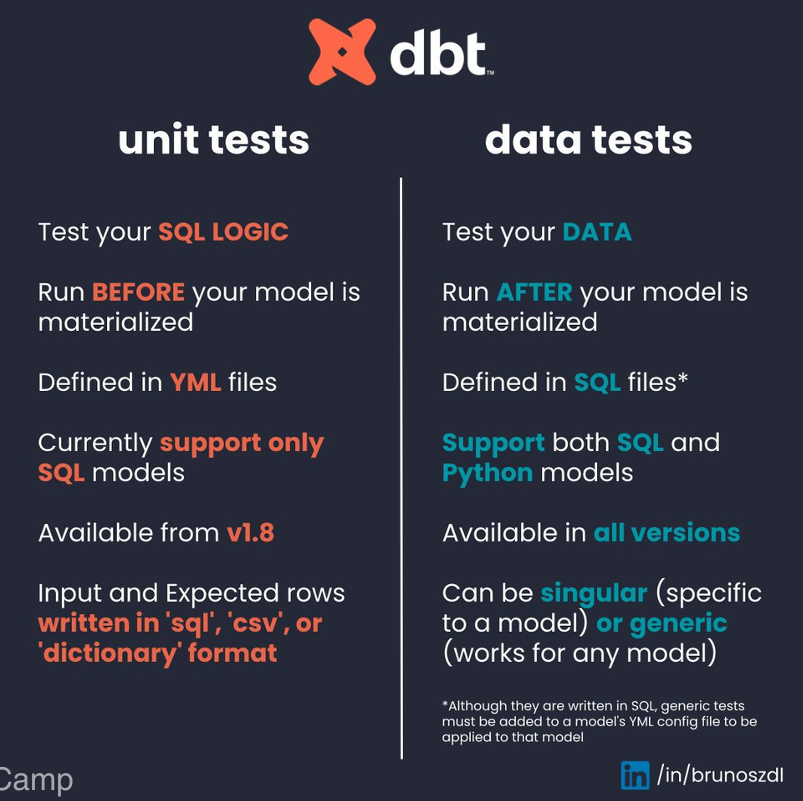 dbt™
unit tests
Test your SQL LOGIC
Run BEFORE your model is
materialized
Defined in YML files
Currently support only
SQL models
Available from v1.8
Input and Expected rows
written in 'sql', 'csv', or
'dictionary' format
data tests
Test your DATA
Run AFTER your model is
materialized
Defined in SQL files*
Support both SQL and
Python models
Available in all versions
Can be singular (specific
to a model) or generic
(works for any model)
*Although they are written in SQL, generic tests
must be added to a model's YML config file to be
applied to that model
Camp
in /in/brunoszdl